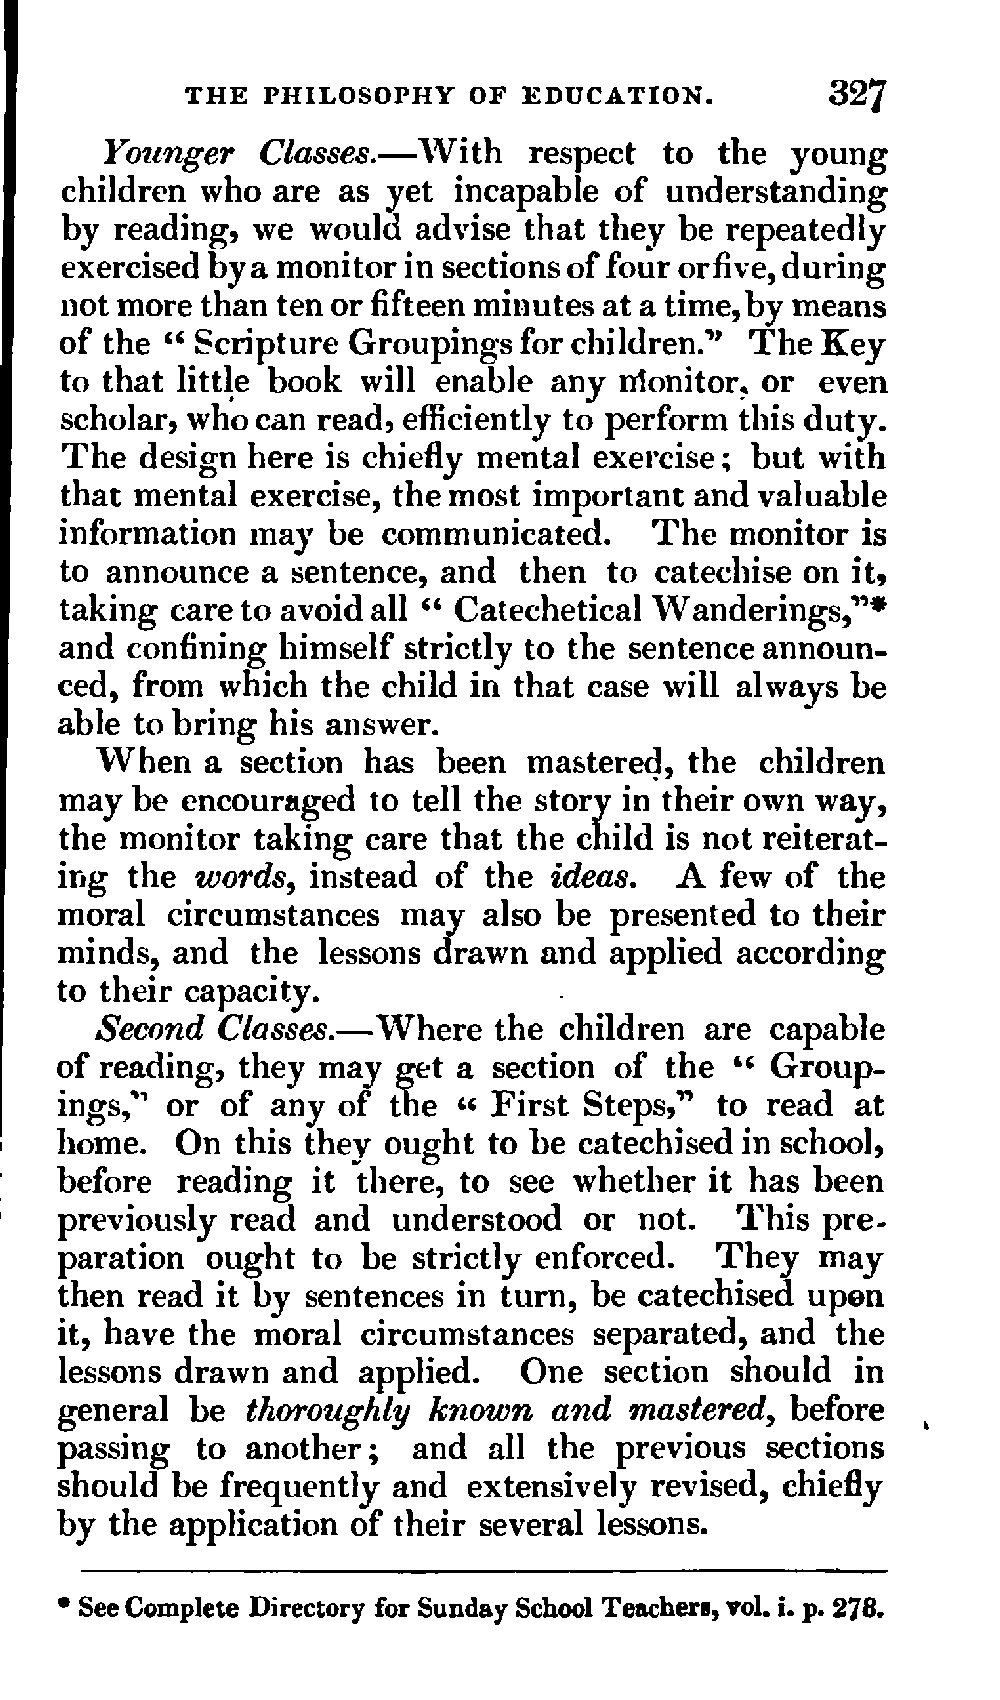 THE PHILOSOPHY OF EDUCATION. 327
Younger Classes.—With respect to the young
children who are as yet incapable of understanding
by reading, we would advise that they be repeatedly
exercised by a monitor in sections of four or five, during
not more than ten or fifteen minutes at a time, by means
of the “ Scripture Groupings for children.” The Key
to that little book will enable any monitor, or even
scholar, who can read, efficiently to perform this duty.
The design here is chiefly mental exercise; but with
that mental exercise, the most important and valuable
information may be communicated. The monitor is
to announce a sentence, and then to catechise on it,
taking care to avoid all “ Catechetical Wanderings,”*
and confining himself strictly to the sentence announ-
ced, from which the child in that case will always be
able to bring his answer.
When a section has been mastered, the children
may be encouraged to tell the story in their own way,
the monitor taking care that the child is not reiterat-
ing the words, instead of the ideas. A few of the
moral circumstances may also be presented to their
minds, and the lessons drawn and applied according
to their capacity.
Second Classes.—Where the children are capable
of reading, they may get a section of the “ Group-
ings,” or of any of the “ First Steps,” to read at
home. On this they ought to be catechised in school,
before reading it there, to see whether it has been
previously read and understood or not. This pre-
paration ought to be strictly enforced. They may
then read it by sentences in turn, be catechised upon
it, have the moral circumstances separated, and the
lessons drawn and applied. One section should in
general be thoroughly known and mastered, before
passing to another; and all the previous sections
should be frequently and extensively revised, chiefly
by the application of their several lessons.
* See Complete Directory for Sunday School Teachers, vol. i. p. 278.